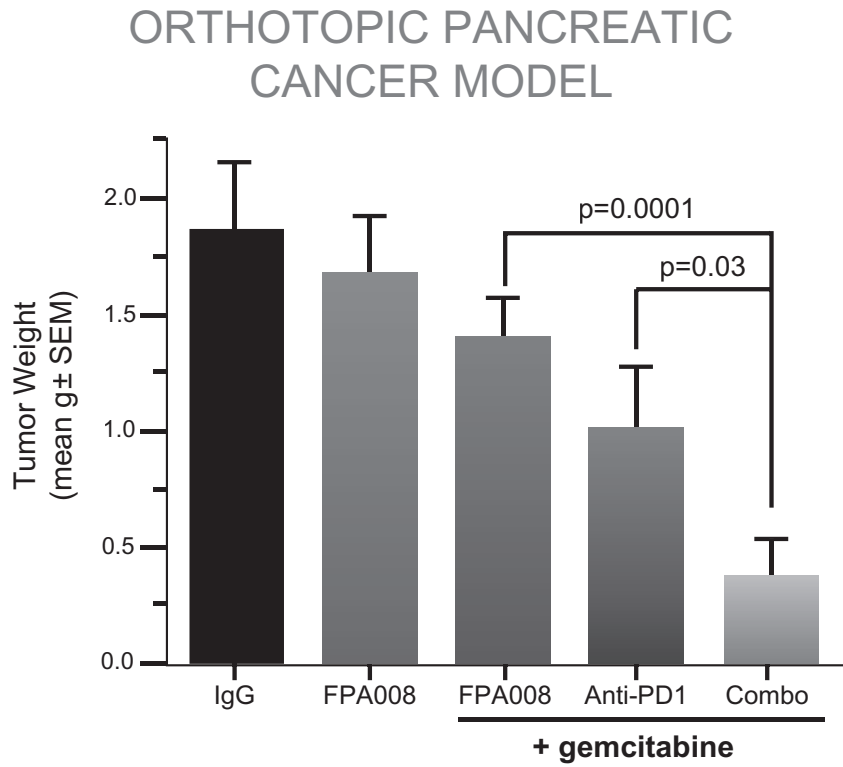 ORTHOTOPIC PANCREATIC
CANCER MODEL
Tumor Weight
(mean g± SEM)
2.0
1.5
1.0
0.5
0.0
p=0.0001
p=0.03
IgG FPA008 FPA008 Anti-PD1 Combo
+ gemcitabine